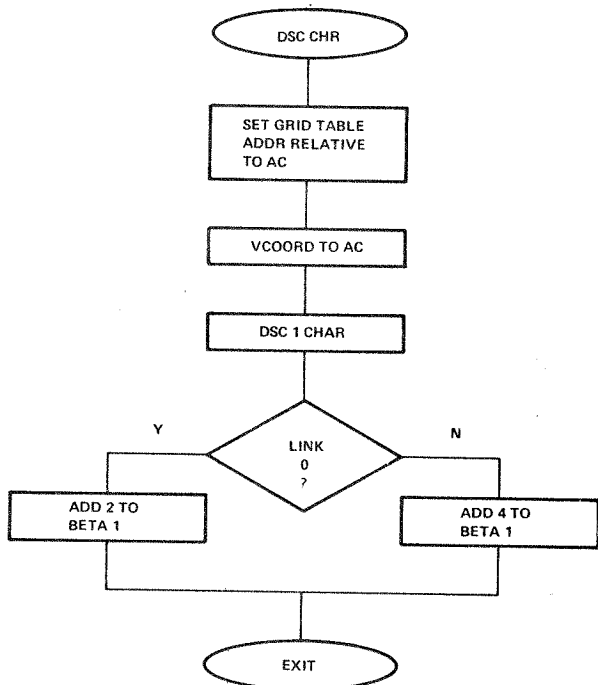 DSC CHR
SET GRID TABLE
ADDR RELATIVE
TO AC
VCOORD TO AC
DSC 1 CHAR
Y
N
LINK
0
?
ADD 2 TO
BETA 1
ADD 4 TO
BETA 1
EXIT